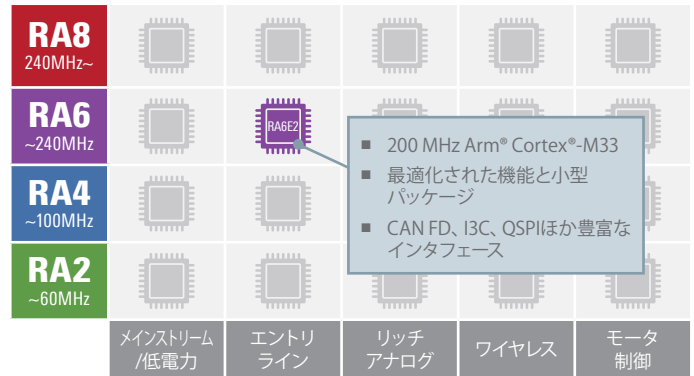 RA8
240MHz~
RA6
~240MHz
RA6E2
■ 200 MHz Arm® Cortex®-M33
■ 最適化された機能と小型
パッケージ
■ CAN FD、I3C、QSPIほか豊富な
インタフェース
RA4
~100MHz
RA2
~60MHz
メインストリーム
/低電力
エントリ
ライン
リッチ
アナログ
ワイヤレス
モータ
制御